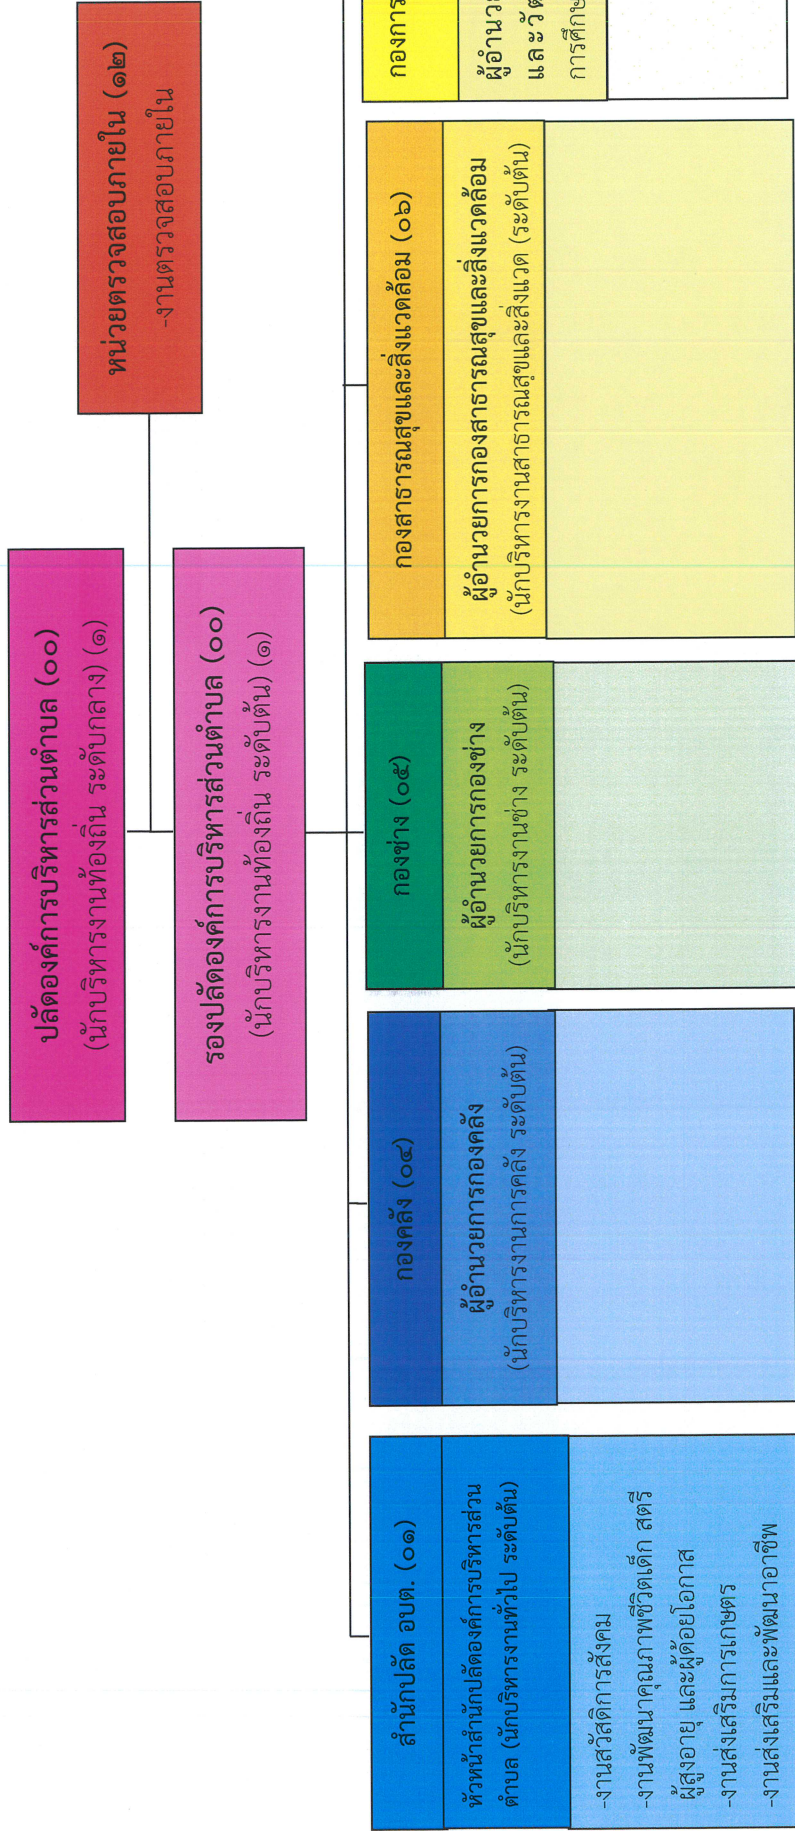 ปลัดองค์การบริหารส่วนตำบล (๐๐)
(นักบริหารงานท้องถิ่น ระดับกลาง) (๑)
หน่วยตรวจสอบภายใน (๑๒)
-งานตรวจสอบภายใน
รองปลัดองค์การบริหารส่วนตำบล (๐๐)
(นักบริหารงานท้องถิ่น ระดับต้น) (๑)
สำนักปลัด อบต. (๐๑)
หัวหน้าสำนักปลัดองค์การบริหารส่วน
ตำบล (นักบริหารงานทั่วไป ระดับต้น)
-งานสวัสดิการสังคม
-งานพัฒนาคุณภาพชีวิตเด็ก สตรี
ผู้สูงอายุ และผู้ด้อยโอกาส
-งานส่งเสริมการเกษตร
-งานส่งเสริมและพัฒนาอาชีพ
กองคลัง (๐๔)
ผู้อำนวยการกองคลัง
(นักบริหารงานการคลัง ระดับต้น)
กองช่าง (๐๕)
ผู้อำนวยการกองช่าง
(นักบริหารงานช่าง ระดับต้น)
กองสาธารณสุขและสิ่งแวดล้อม (๐๖)
ผู้อำนวยการกองสาธารณสุขและสิ่งแวดล้อม
(นักบริหารงานสาธารณสุขและสิ่งแวด (ระดับต้น)
กองการ
ผู้อำนวย
และวัฒ
การศึกษ